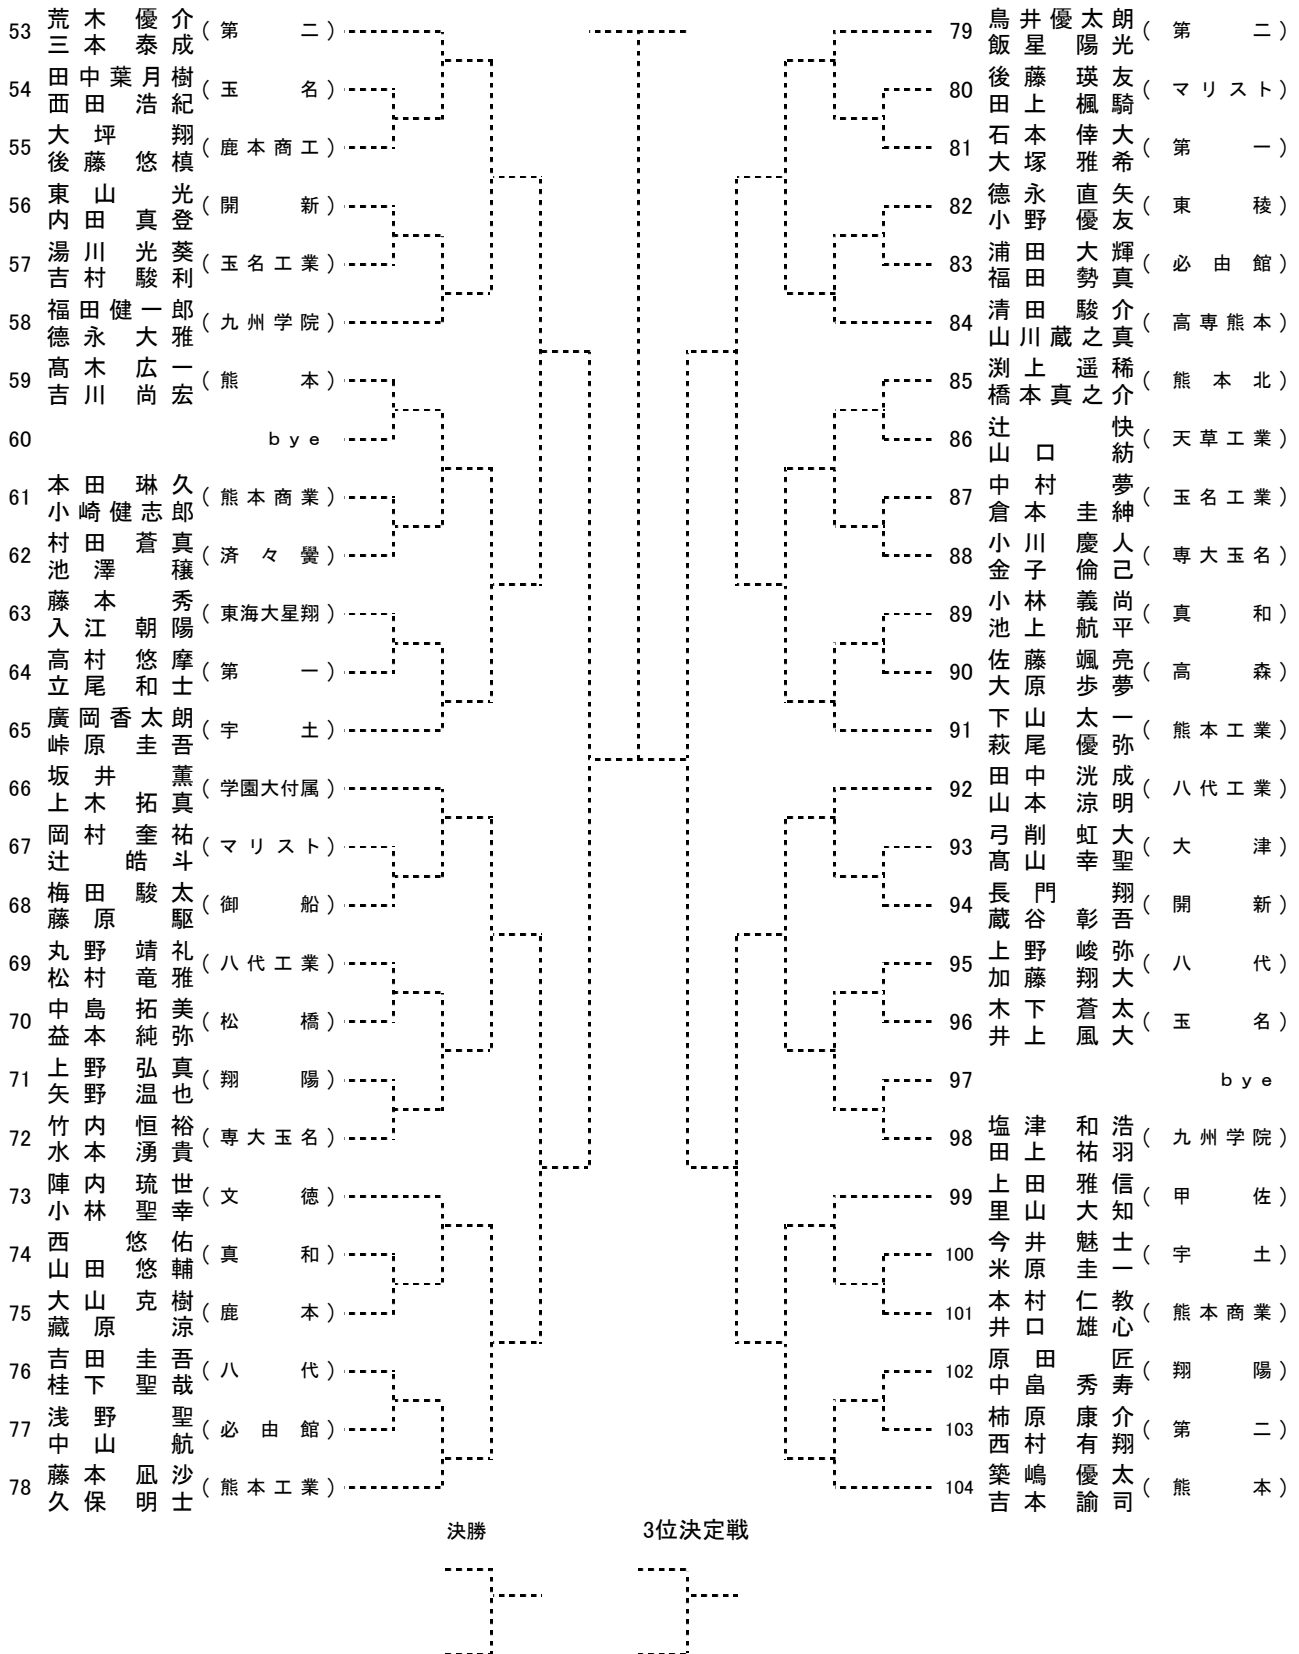 53 荒木優介 三本泰成 (第二)
54 田中葉月樹 西田浩紀 (玉名)
55 大坪翔 後藤悠槙 (鹿本商工)
56 東山光 内田真登 (開新)
57 湯川光葵 吉村駿利 (玉名工業)
58 福田健一郎 德永大雅 (九州学院)
59 髙木広一 吉川尚宏 (熊本)
60 bye
61 本田琳久 小崎健志郎 (熊本商業)
62 村田蒼真 池澤穣 (済々黌)
63 藤本秀 入江朝陽 (東海大星翔)
64 高村悠摩 立尾和士 (第一)
65 廣岡香太朗 峠原圭吾 (宇土)
66 坂井薫 上木拓真 (学園大付属)
67 岡村奎祐 辻皓斗 (マリスト)
68 梅田駿太 藤原駆 (御船)
69 丸野靖礼 松村竜雅 (八代工業)
70 中島拓美 益本純弥 (松橋)
71 上野弘真 矢野温也 (翔陽)
72 竹内恒裕 水本湧貴 (専大玉名)
73 陣内琉世 小林聖幸 (文徳)
74 西悠佑 山田悠輔 (真和)
75 大山克樹 藏原涼 (鹿本)
76 吉田圭吾 桂下聖哉 (八代)
77 浅野聖 中山航 (必由館)
78 藤本凪沙 久保明士 (熊本工業)
79 鳥井優太朗 飯星陽光 (第二)
80 後藤瑛友 田上楓騎 (マリスト)
81 石本倖大 大塚雅希 (第一)
82 德永直矢 小野優友 (東稜)
83 浦田大輝 福田勢真 (必由館)
84 清田駿介 山川蔵之真 (高専熊本)
85 渕上遥稀 橋本真之介 (熊本北)
86 辻快 山口紡 (天草工業)
87 中村夢 倉本圭紳 (玉名工業)
88 小川慶人 金子倫己 (専大玉名)
89 小林義尚 池上航平 (真和)
90 佐藤颯亮 大原歩夢 (高森)
91 下山太一 萩尾優弥 (熊本工業)
92 田中洸成 山本涼明 (八代工業)
93 弓削虹大 髙山幸聖 (大津)
94 長門翔 蔵谷彰吾 (開新)
95 上野峻弥 加藤翔大 (八代)
96 木下蒼太 井上風大 (玉名)
97 bye
98 塩津和浩 田上祐羽 (九州学院)
99 上田雅信 里山大知 (甲佐)
100 今井魅士 米原圭一 (宇土)
101 本村仁教 井口雄心 (熊本商業)
102 原田匠 中畠秀寿 (翔陽)
103 柿原康介 西村有翔 (第二)
104 築嶋優太 吉本諭司 (熊本)
決勝
3位決定戦